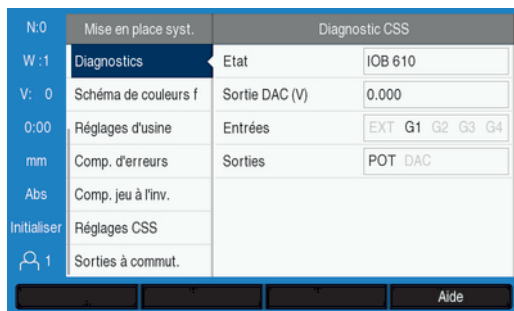 N:0 Mise en place syst. Diagnostic CSS
W :1 Diagnostics Etat IOB 610
V: 0 Schéma de couleurs f Sortie DAC (V) 0.000
0:00 Réglages d'usine Entrées EXT G1 G2 G3 G4
mm Comp. d'erreurs Sorties POT DAC
Abs Comp. jeu à l'inv.
Initialiser Réglages CSS
1 Sorties à commut.
Aide